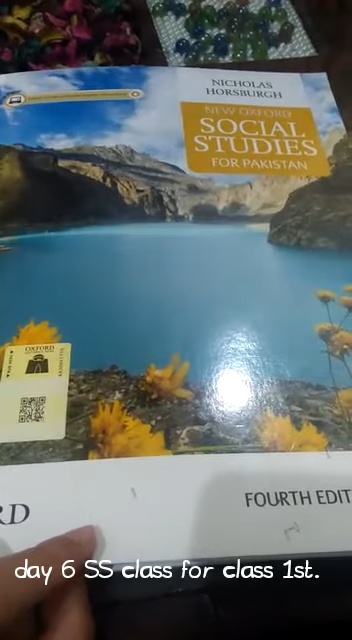 NICHOLAS
HORSBURGH
NEW OXFORD
SOCIAL
STUDIES
FOR PAKISTAN
OXFORD
RD
FOURTH EDIT
day 6 SS class for class 1st.